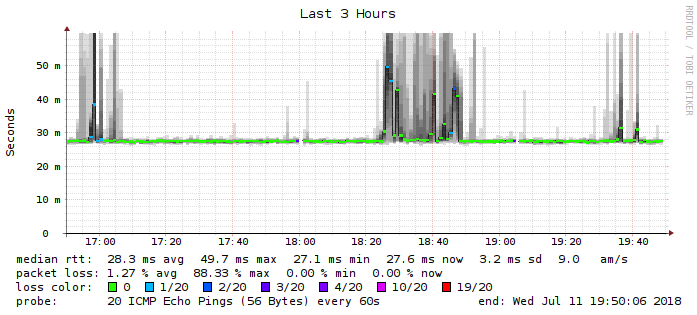 Last 3 Hours
RRDTOOL / TOBI OETIKER
Seconds
50 m
40 m
30 m
20 m
10 m
0
17:00 17:20 17:40 18:00 18:20 18:40 19:00 19:20 19:40
median rtt: 28.3 ms avg 49.7 ms max 27.1 ms min 27.6 ms now 3.2 ms sd 9.0 am/s
packet loss: 1.27 % avg 88.33 % max 0.00 % min 0.00 % now
loss color: 0 1/20 2/20 3/20 4/20 10/20 19/20
probe: 20 ICMP Echo Pings (56 Bytes) every 60s end: Wed Jul 11 19:50:06 2018